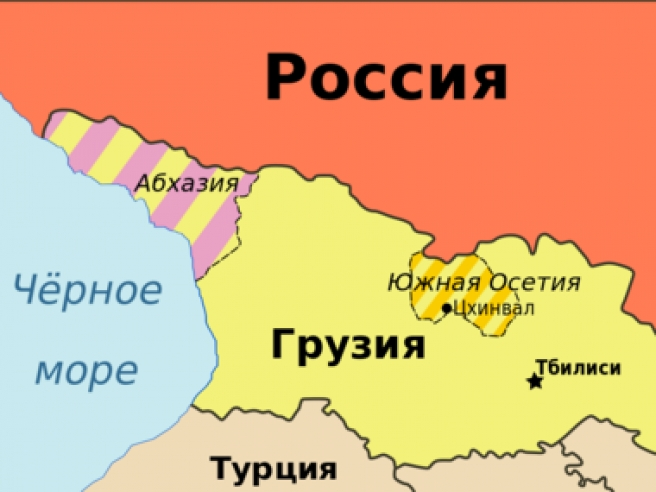 Россия
Абхазия
Южная Осетия
Чёрное
море
Цхинвал
Грузия
Тбилиси
Турция